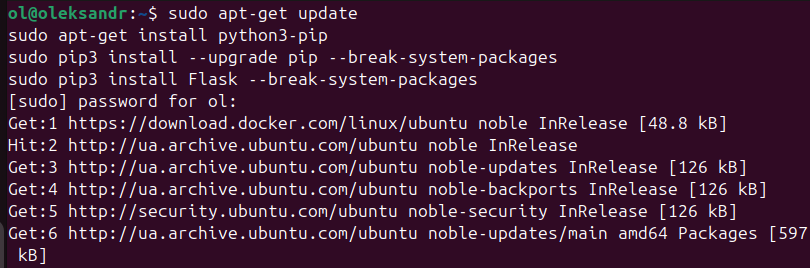 ol@oleksandr:~$ sudo apt-get update
sudo apt-get install python3-pip
sudo pip3 install --upgrade pip --break-system-packages
sudo pip3 install Flask --break-system-packages
[sudo] password for ol:
Get:1 https://download.docker.com/linux/ubuntu noble InRelease [48.8 kB]
Hit:2 http://ua.archive.ubuntu.com/ubuntu noble InRelease
Get:3 http://ua.archive.ubuntu.com/ubuntu noble-updates InRelease [126 kB]
Get:4 http://ua.archive.ubuntu.com/ubuntu noble-backports InRelease [126 kB]
Get:5 http://security.ubuntu.com/ubuntu noble-security InRelease [126 kB]
Get:6 http://ua.archive.ubuntu.com/ubuntu noble-updates/main amd64 Packages [597
 kB]